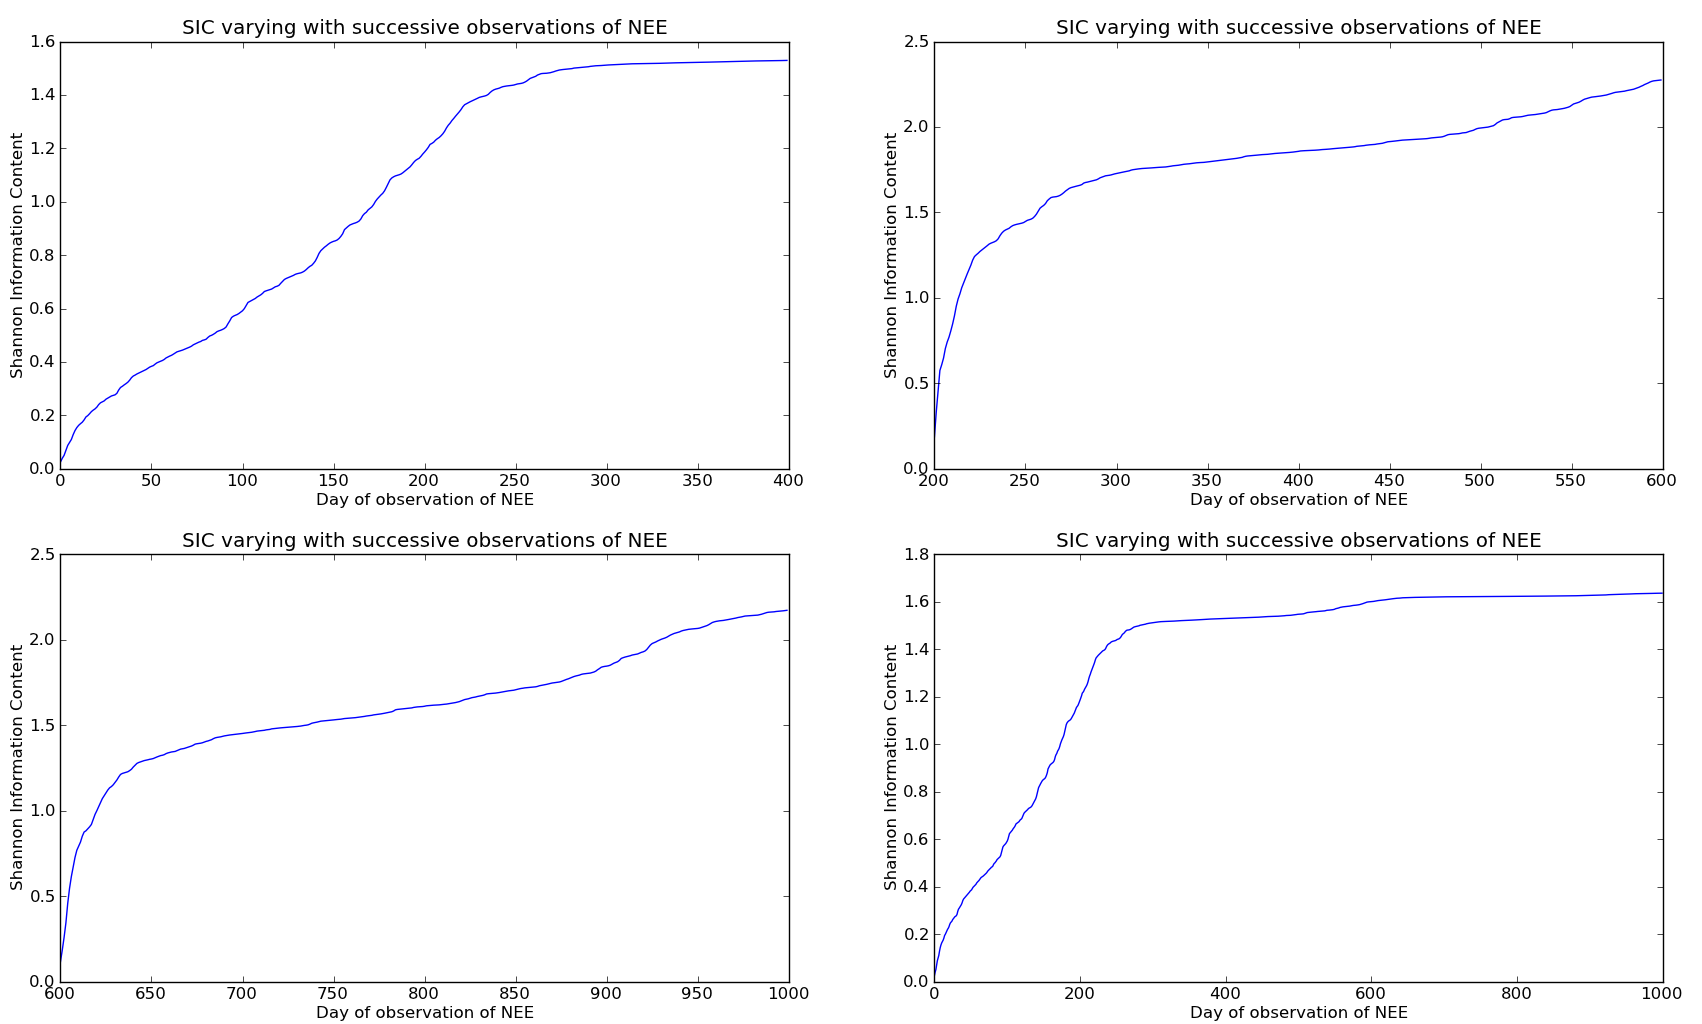 SIC varying with successive observations of NEE
Shannon Information Content
1.6
1.4
1.2
1.0
0.8
0.6
0.4
0.2
0.0
0 50 100 150 200 250 300 350 400
Day of observation of NEE
SIC varying with successive observations of NEE
Shannon Information Content
2.5
2.0
1.5
1.0
0.5
0.0
200 250 300 350 400 450 500 550 600
Day of observation of NEE
SIC varying with successive observations of NEE
Shannon Information Content
2.5
2.0
1.5
1.0
0.5
0.0
600 650 700 750 800 850 900 950 1000
Day of observation of NEE
SIC varying with successive observations of NEE
Shannon Information Content
1.8
1.6
1.4
1.2
1.0
0.8
0.6
0.4
0.2
0.0
0 200 400 600 800 1000
Day of observation of NEE